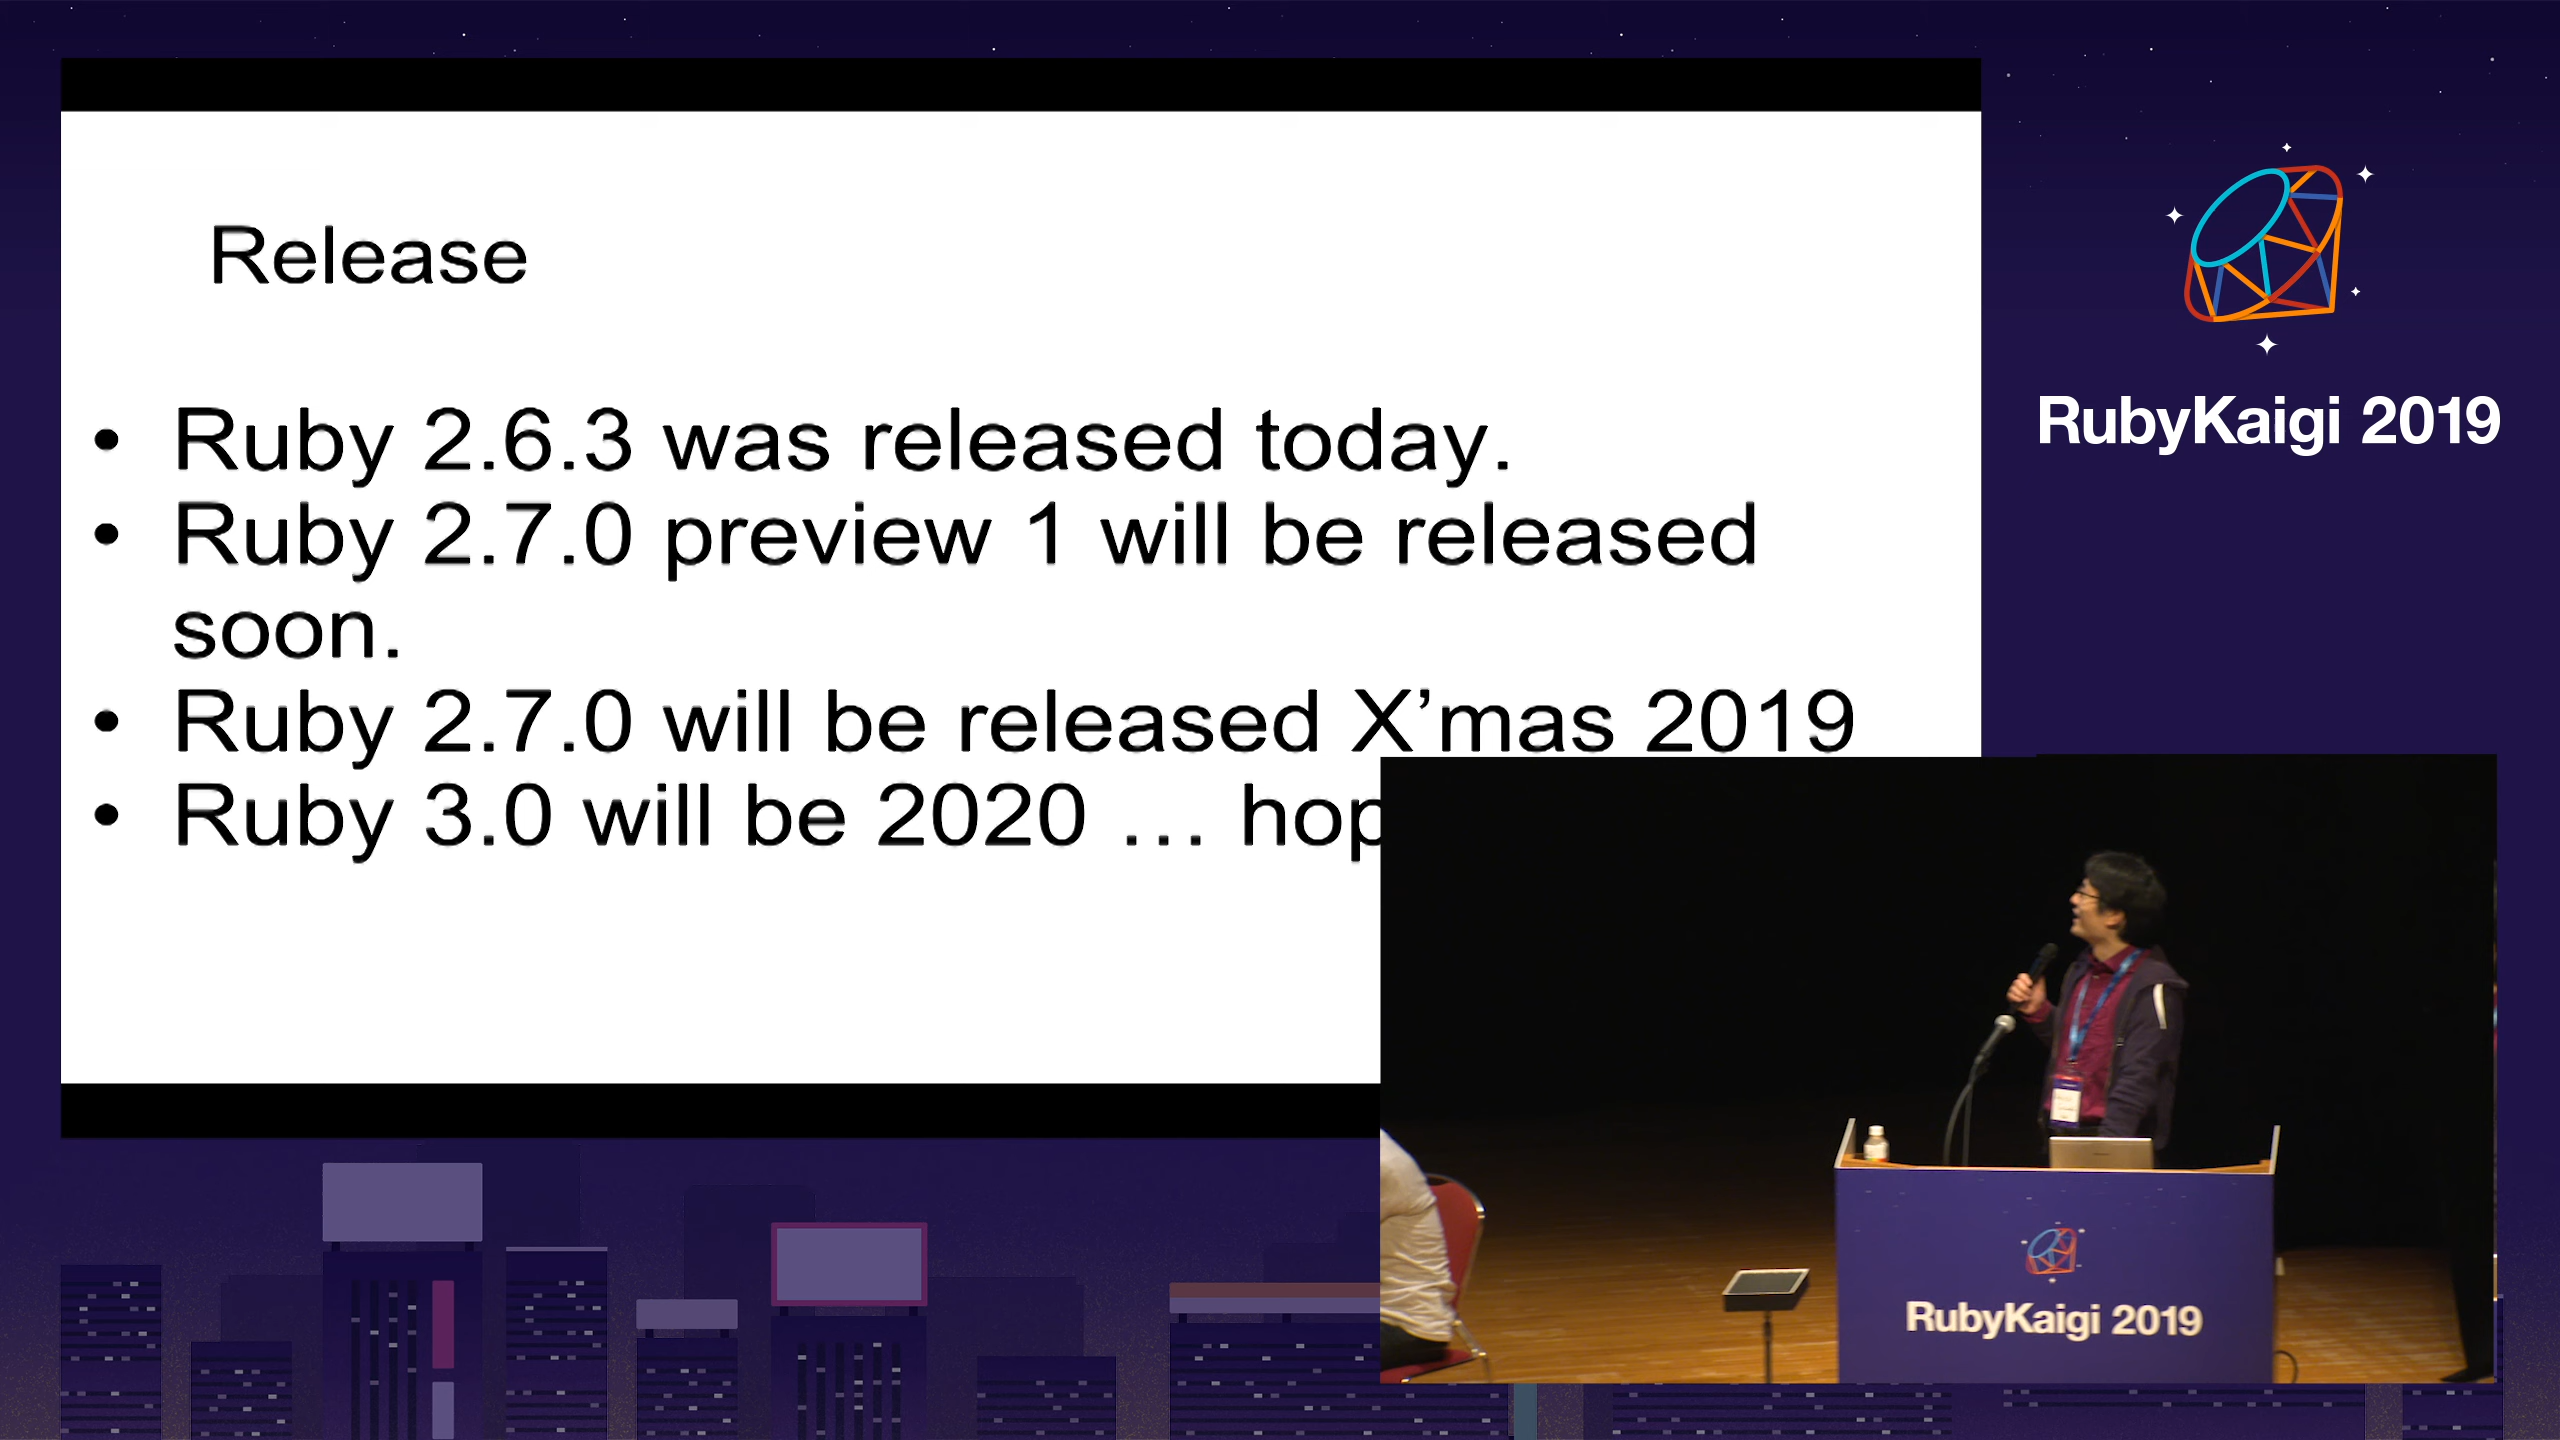 Release
• Ruby 2.6.3 was released today.
• Ruby 2.7.0 preview 1 will be released
soon.
• Ruby 2.7.0 will be released X’mas 2019
• Ruby 3.0 will be 2020 …
RubyKaigi 2019
RubyKaigi 2019